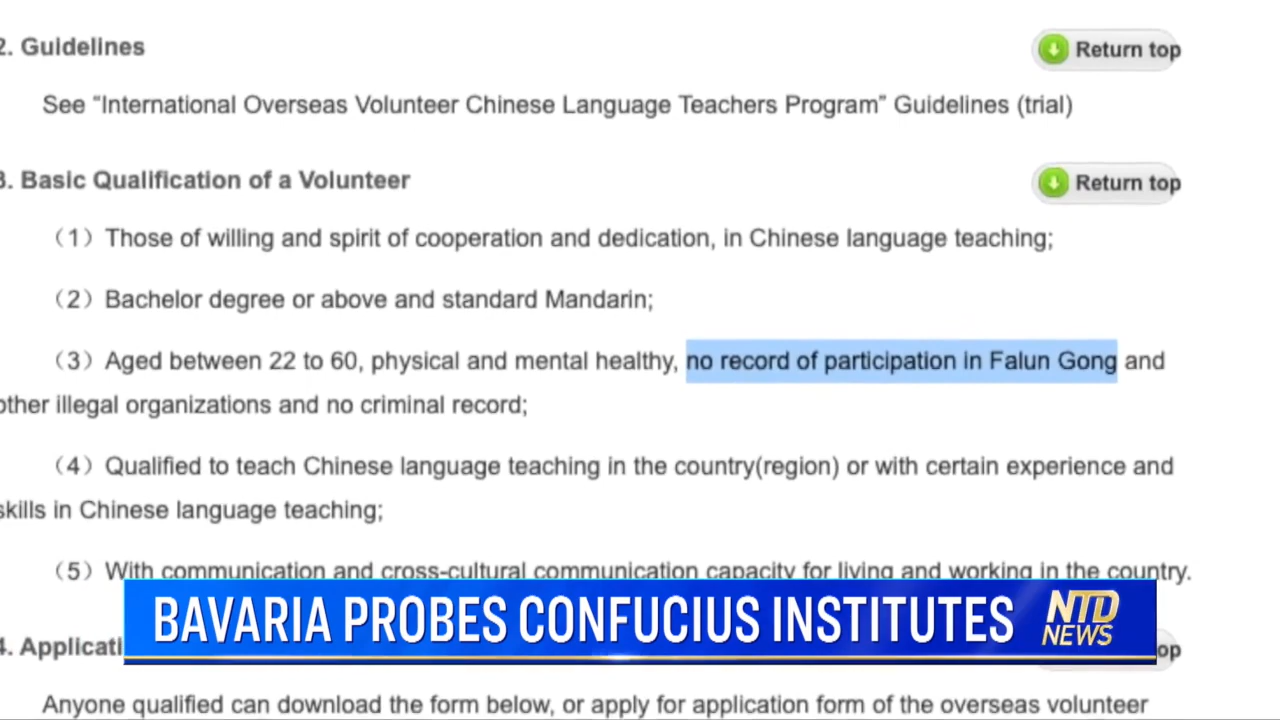 2. Guidelines
Return top
See “International Overseas Volunteer Chinese Language Teachers Program” Guidelines (trial)
3. Basic Qualification of a Volunteer
Return top
（1）Those of willing and spirit of cooperation and dedication, in Chinese language teaching;
（2）Bachelor degree or above and standard Mandarin;
（3）Aged between 22 to 60, physical and mental healthy, no record of participation in Falun Gong and
other illegal organizations and no criminal record;
（4）Qualified to teach Chinese language teaching in the country(region) or with certain experience and
skills in Chinese language teaching;
（5）With communication and cross-cultural communication capacity for living and working in the country.
BAVARIA PROBES CONFUCIUS INSTITUTES
NTD
NEWS
4. Applicati
op
Anyone qualified can download the form below, or apply for application form of the overseas volunteer